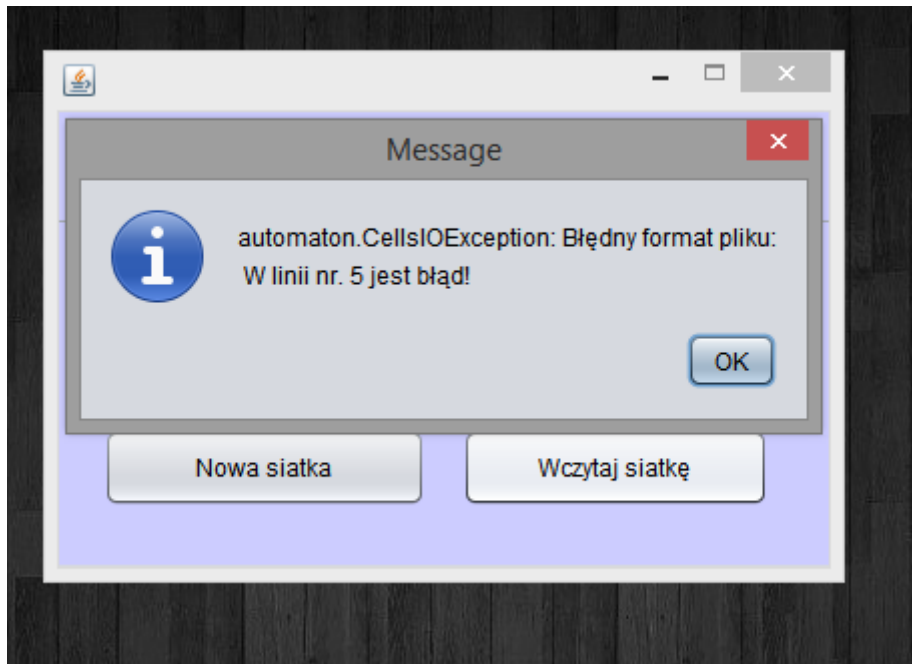 Message
automaton.CellsIOException: Błędny format pliku:
W linii nr. 5 jest błąd!
OK
Nowa siatka
Wczytaj siatkę